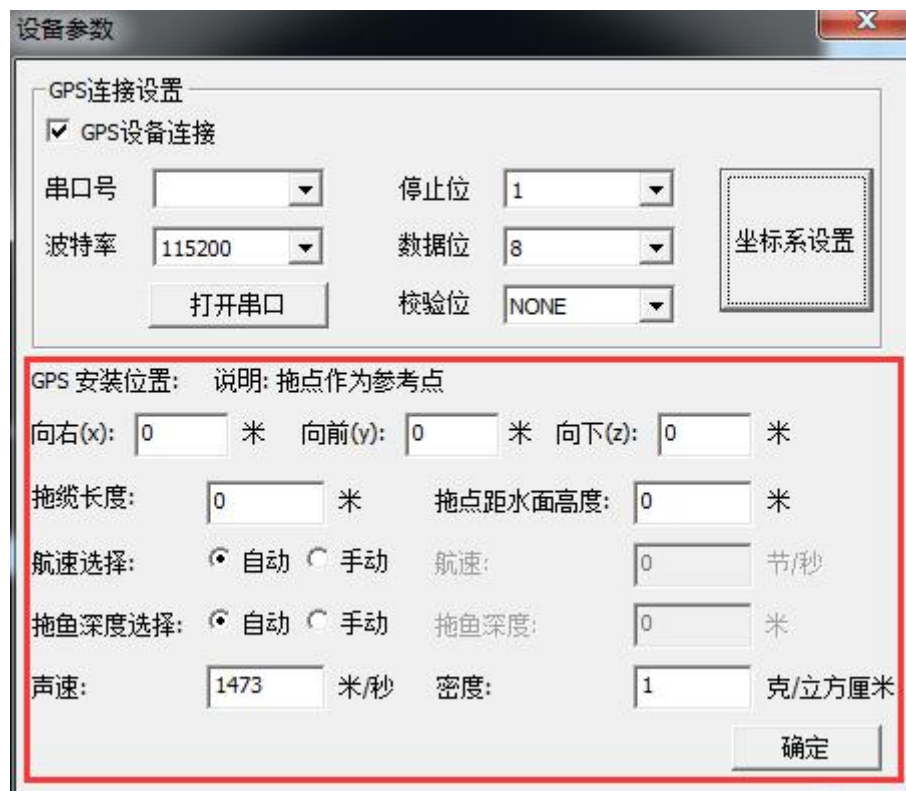 设备参数
GPS连接设置
GPS设备连接
串口号 停止位 1
波特率 115200 数据位 8 坐标系设置
打开串口 校验位 NONE
GPS 安装位置: 说明: 拖点作为参考点
向右(x): 0 米 向前(y): 0 米 向下(z): 0 米
拖缆长度: 0 米 拖点距水面高度: 0 米
航速选择: 自动 手动 航速: 0 节/秒
拖鱼深度选择: 自动 手动 拖鱼深度: 0 米
声速: 1473 米/秒 密度: 1 克/立方厘米
确定